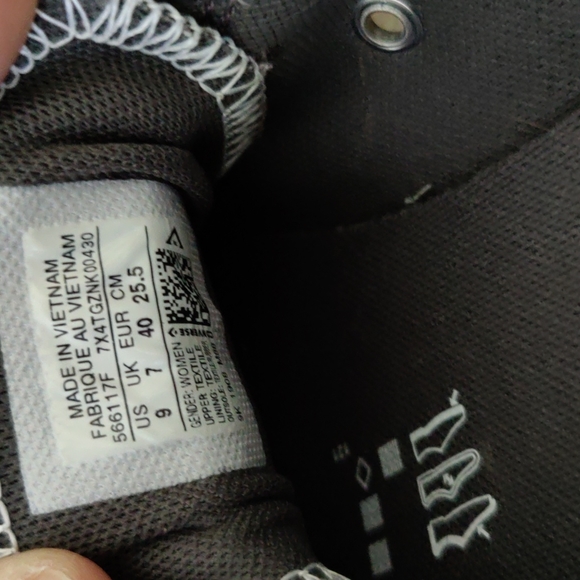 MADE IN VIETNAM
FABRIQUE AU VIETNAM
566117F 7X4TGZNK00430
US UK EUR CM
9 7 40 25.5
CONVERSE
GENDER: WOMEN
UPPER: TEXTILE